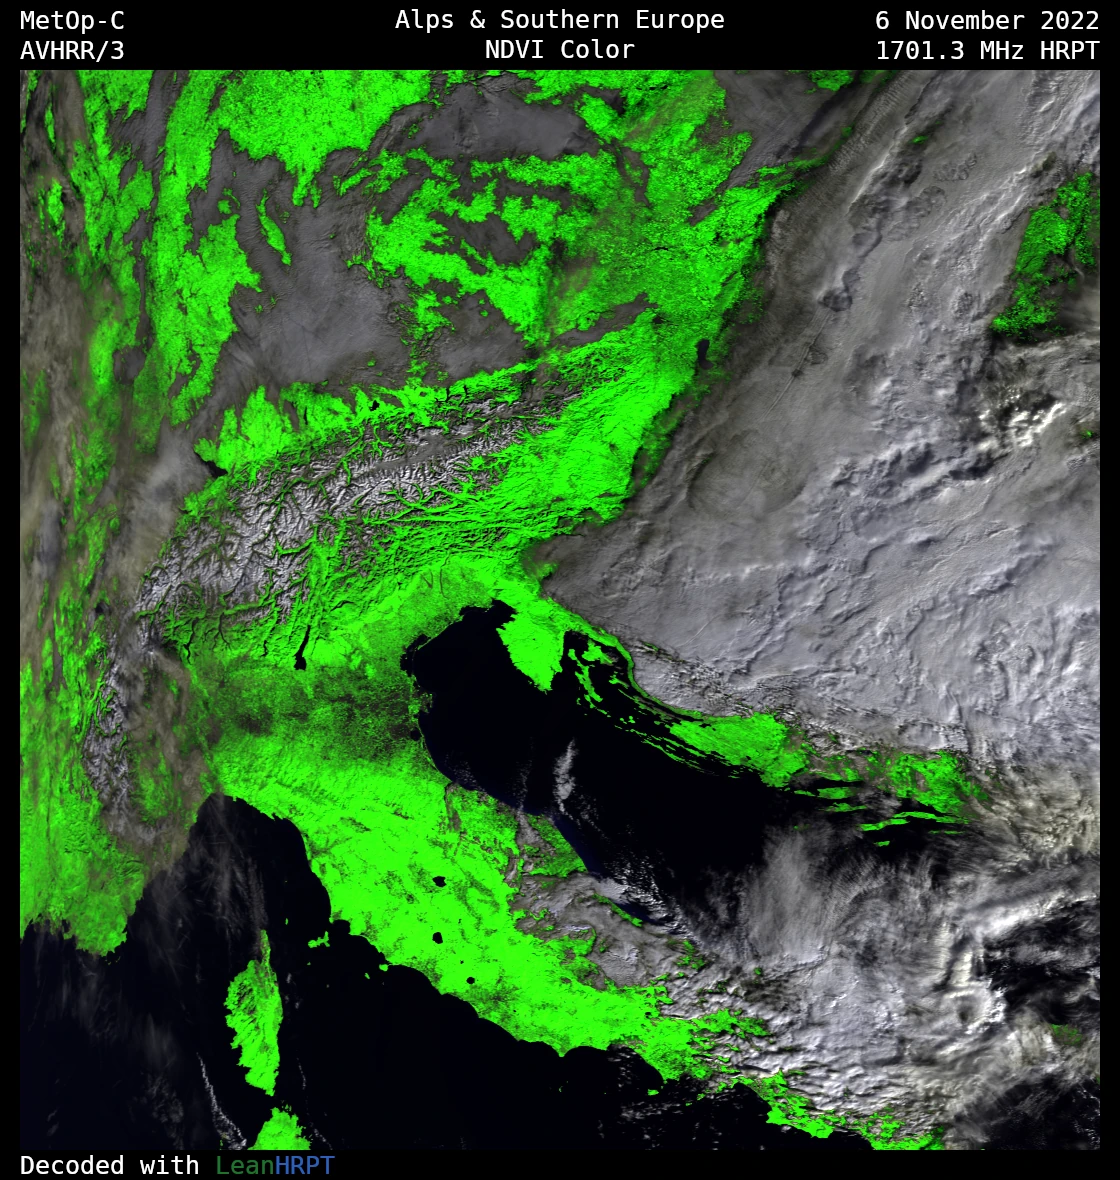 MetOp-C
AVHRR/3
Alps & Southern Europe
NDVI Color
6 November 2022
1701.3 MHz HRPT
Decoded with LeanHRPT